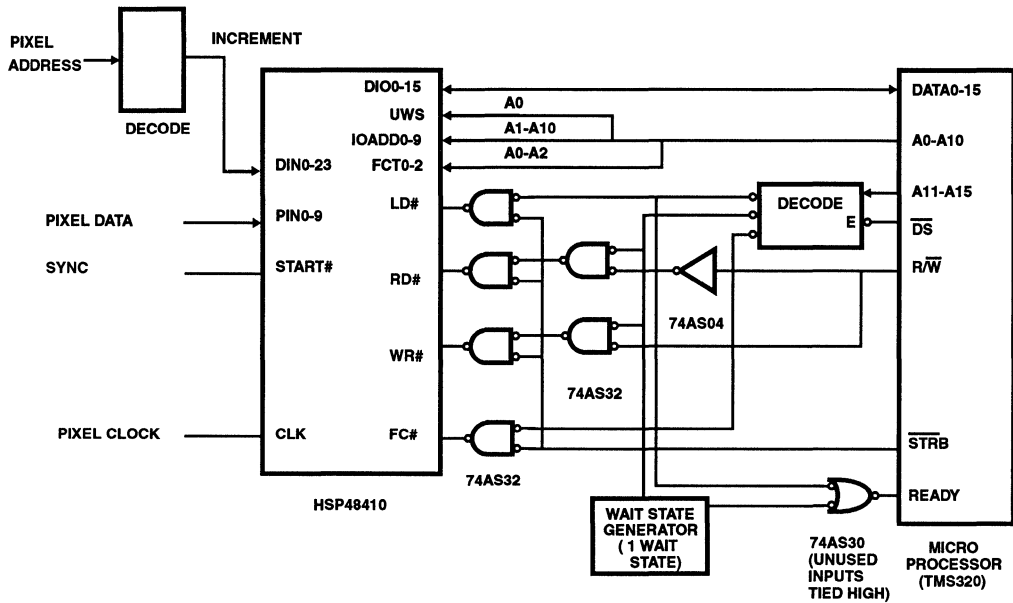 PIXEL
ADDRESS
DECODE
INCREMENT
PIXEL DATA
SYNC
PIXEL CLOCK
DIN0-23
PIN0-9
START#
CLK
DIO0-15
UWS
IOADD0-9
FCT0-2
LD#
RD#
WR#
FC#
HSP48410
A0
A1-A10
A0-A2
74AS04
74AS32
74AS32
DECODE
E
WAIT STATE
GENERATOR
( 1 WAIT
STATE)
74AS30
(UNUSED
INPUTS
TIED HIGH)
DATA0-15
A0-A10
A11-A15
D̅S̅
R/W̅
S̅T̅R̅B̅
READY
MICRO
PROCESSOR
(TMS320)